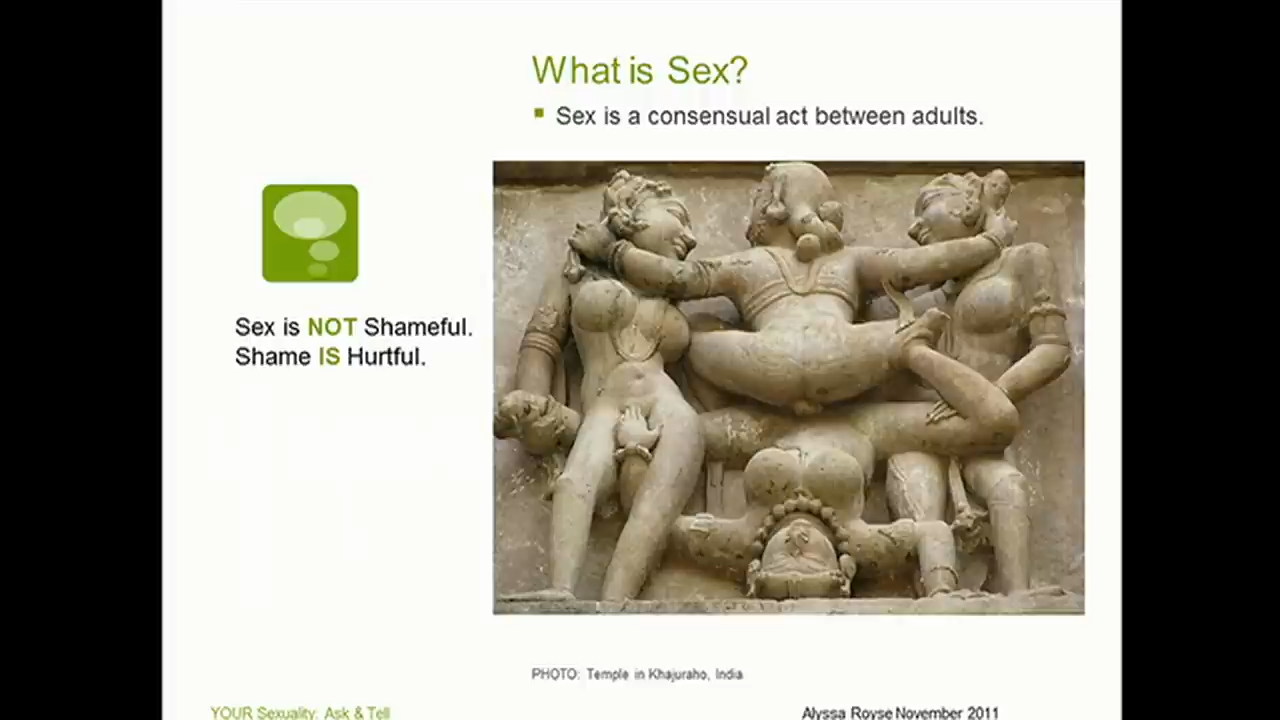 What is Sex?
Sex is a consensual act between adults.
Sex is NOT Shameful.
Shame IS Hurtful.
PHOTO: Temple in Khajuraho, India
YOUR Sexuality: Ask & Tell
Alyssa Royse November 2011